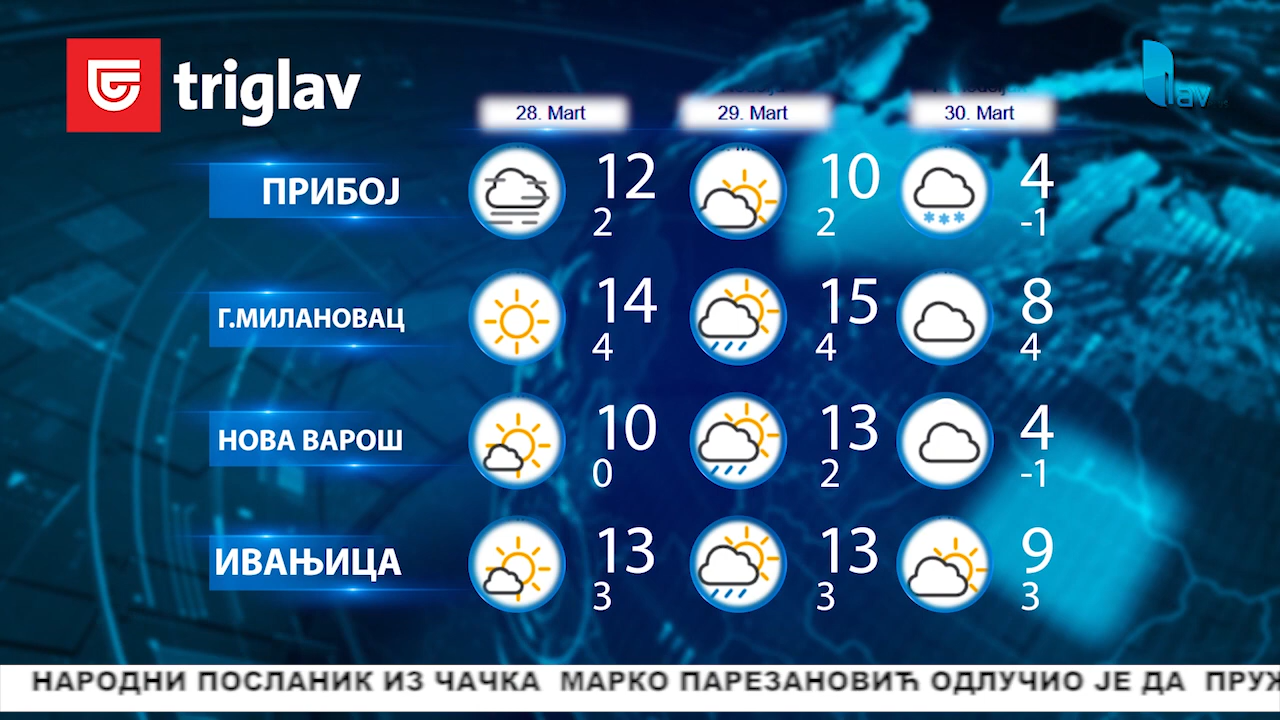 triglav
28. Mart 29. Mart 30. Mart
ПРИБОЈ 12 2 10 2 4 -1
Г.МИЛАНОВАЦ 14 4 15 4 8 4
НОВА ВАРОШ 10 0 13 2 4 -1
ИВАЊИЦА 13 3 13 3 9 3
НАРОДНИ ПОСЛАНИК ИЗ ЧАЧКА МАРКО ПАРЕЗАНОВИЋ ОДЛУЧИО ЈЕ ДА ПРУЖ